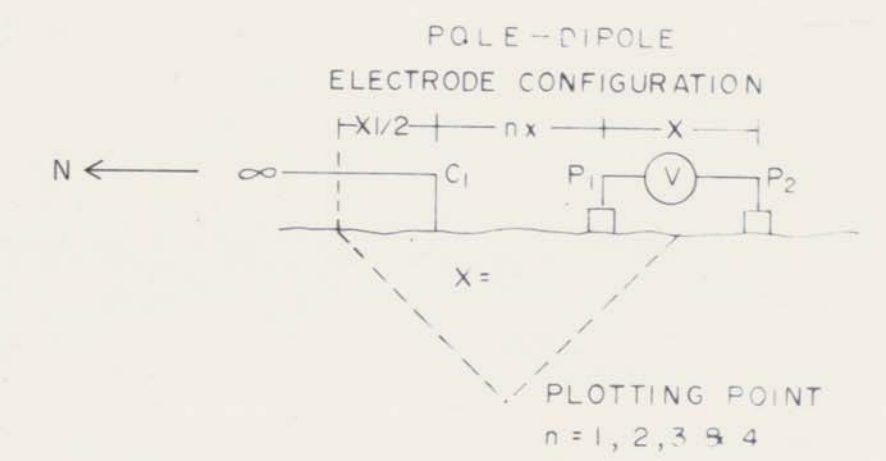 POLE-DIPOLE
ELECTRODE CONFIGURATION
X1/2 nx X
N ∞ C1 P1 V P2
X =
PLOTTING POINT
n = 1, 2, 3 & 4